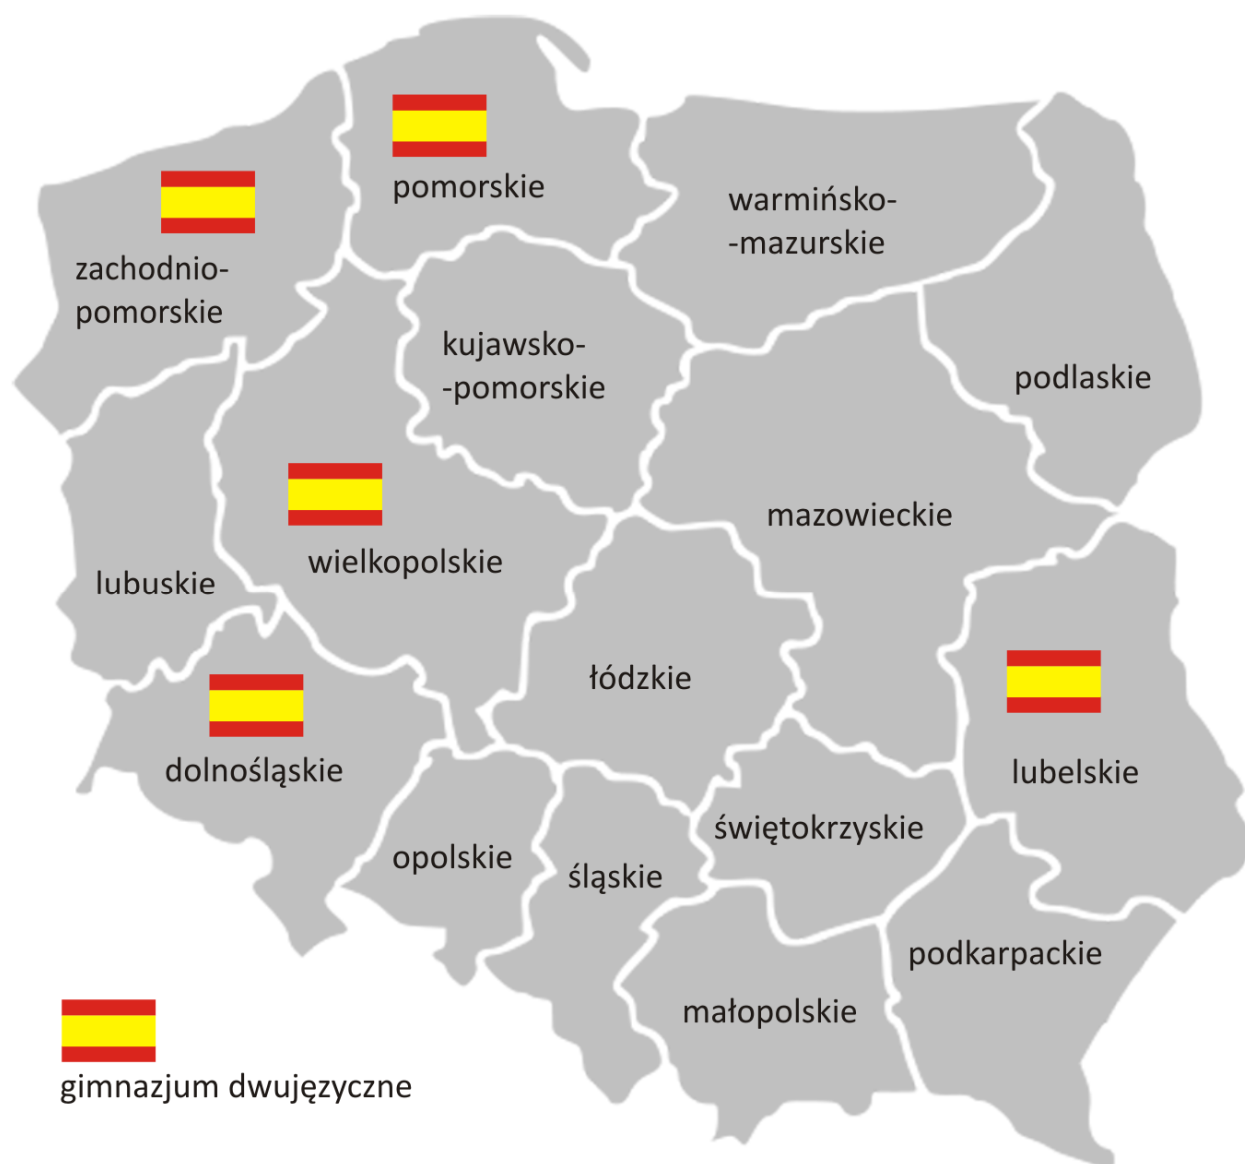 pomorskie
warmińsko-
-mazurskie
zachodnio-
pomorskie
kujawsko-
-pomorskie
podlaskie
mazowieckie
wielkopolskie
lubuskie
łódzkie
dolnośląskie
lubelskie
świętokrzyskie
opolskie
śląskie
podkarpackie
małopolskie
gimnazjum dwujęzyczne